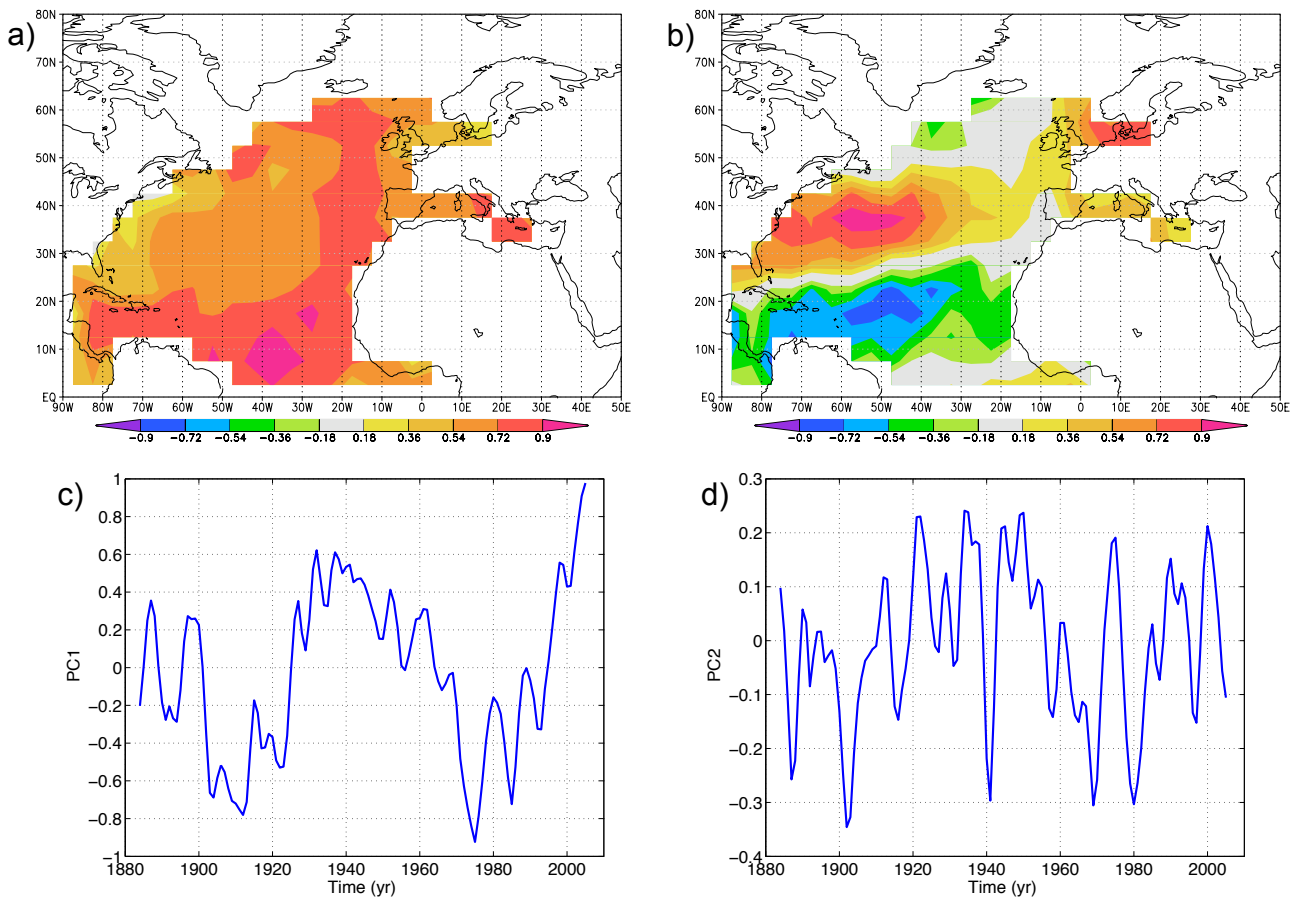 a)
80N
70N
60N
50N
40N
30N
20N
10N
EQ
90W 80W 70W 60W 50W 40W 30W 20W 10W 0 10E 20E 30E 40E 50E
−0.9 −0.72 −0.54 −0.36 −0.18 0.18 0.36 0.54 0.72 0.9
b)
80N
70N
60N
50N
40N
30N
20N
10N
EQ
90W 80W 70W 60W 50W 40W 30W 20W 10W 0 10E 20E 30E 40E 50E
−0.9 −0.72 −0.54 −0.36 −0.18 0.18 0.36 0.54 0.72 0.9
c)
PC1
1
0.8
0.6
0.4
0.2
0
−0.2
−0.4
−0.6
−0.8
−1
1880 1900 1920 1940 1960 1980 2000
Time (yr)
d)
PC2
0.3
0.2
0.1
0
−0.1
−0.2
−0.3
−0.4
1880 1900 1920 1940 1960 1980 2000
Time (yr)